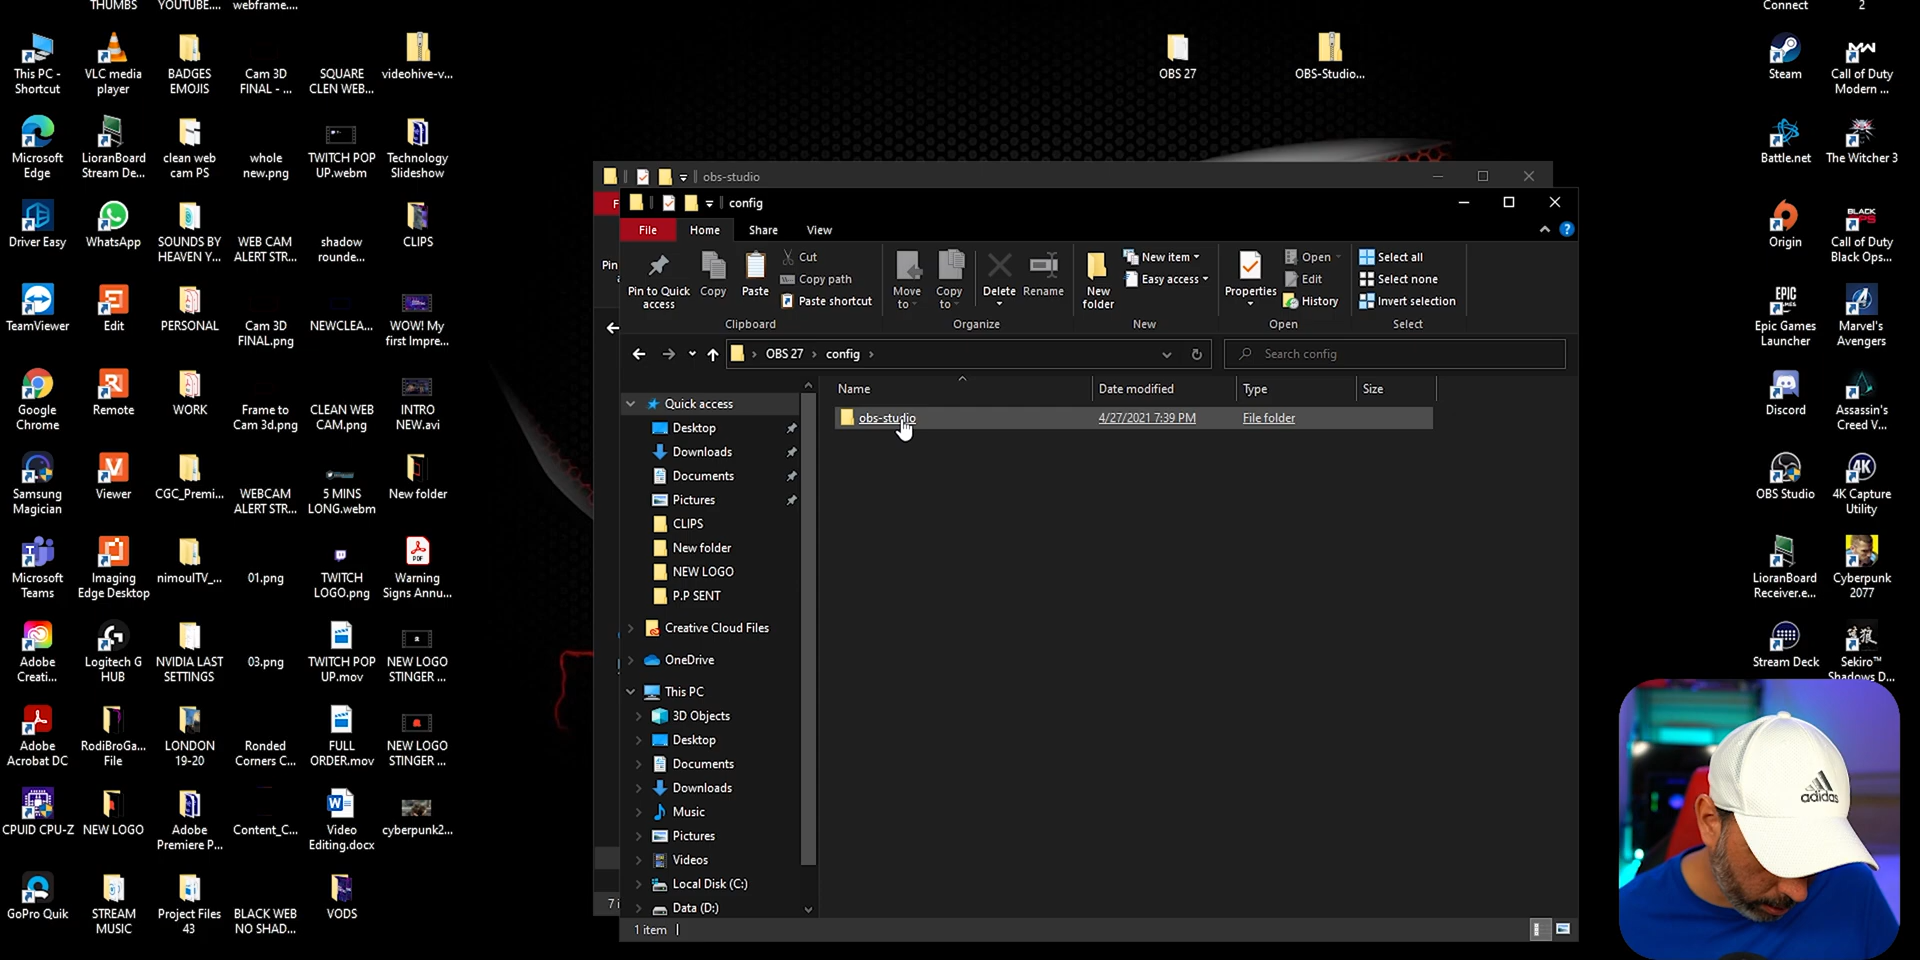 THUMBS
YOUTUBE....
webframe....
Connect
2
This PC -
Shortcut
VLC media
player
BADGES
EMOJIS
Cam 3D
FINAL - ...
SQUARE
CLEN WEB...
videohive-v...
OBS 27
OBS-Studio...
Steam
Call of Duty
Modern ...
Microsoft
Edge
LioranBoard
Stream De...
clean web
cam PS
whole
new.png
TWITCH POP
UP.webm
Technology
Slideshow
Battle.net
The Witcher 3
Driver Easy
WhatsApp
SOUNDS BY
HEAVEN Y...
WEB CAM
ALERT STR...
shadow
rounde...
CLIPS
Origin
BLACK OPS
Call of Duty
Black Ops...
TeamViewer
Edit
PERSONAL
Cam 3D
FINAL.png
NEWCLEA...
WOW! My
first Impre...
EPIC
GAMES
Epic Games
Launcher
Marvel's
Avengers
Google
Chrome
Remote
WORK
Frame to
Cam 3d.png
CLEAN WEB
CAM.png
INTRO
NEW.avi
Discord
Assassin's
Creed V...
Samsung
Magician
Viewer
CGC_Premi...
WEBCAM
ALERT STR...
5 MINS
LONG.webm
New folder
OBS Studio
4K
4K Capture
Utility
Microsoft
Teams
Imaging
Edge Desktop
nimoulTV_...
01.png
TWITCH
LOGO.png
PDF
Warning
Signs Annu...
LioranBoard
Receiver.e...
Cyberpunk
2077
Adobe
Creati...
Logitech G
HUB
NVIDIA LAST
SETTINGS
03.png
TWITCH POP
UP.mov
NEW LOGO
STINGER ...
Stream Deck
Sekiro™
Shadows D...
Adobe
Acrobat DC
RodiBroGa...
File
LONDON
19-20
Ronded
Corners C...
FULL
ORDER.mov
NEW LOGO
STINGER ...
CPUID CPU-Z
NEW LOGO
Adobe
Premiere P...
Content_C...
Video
Editing.docx
cyberpunk2...
GoPro Quik
STREAM
MUSIC
Project Files
43
BLACK WEB
NO SHAD...
VODS
obs-studio
F
Pin
7 i
config
File
Home
Share
View
Pin to Quick
access
Copy
Paste
Cut
Copy path
Paste shortcut
Clipboard
Move
to
Copy
to
Delete
Rename
Organize
New
folder
New item
Easy access
New
Properties
Open
Edit
History
Open
Select all
Select none
Invert selection
Select
OBS 27
config
Search config
Name
Date modified
Type
Size
obs-studio
4/27/2021 7:39 PM
File folder
Quick access
Desktop
Downloads
Documents
Pictures
CLIPS
New folder
NEW LOGO
P.P SENT
Creative Cloud Files
OneDrive
This PC
3D Objects
Desktop
Documents
Downloads
Music
Pictures
Videos
Local Disk (C:)
Data (D:)
1 item
adidas